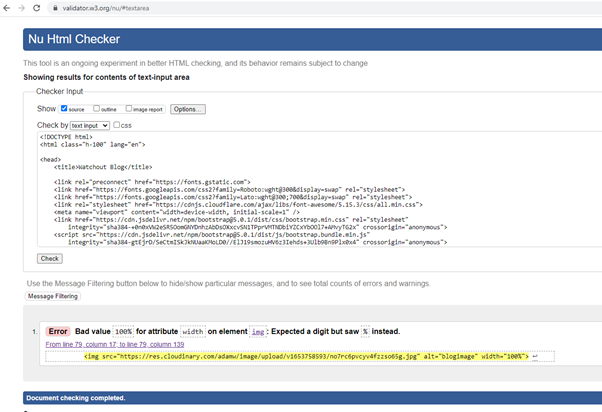 validator.w3.org/nu/#textarea
Nu Html Checker
This tool is an ongoing experiment in better HTML checking, and its behavior remains subject to change
Showing results for contents of text-input area
Checker Input
Show source outline image report Options...
Check by text input css
<!DOCTYPE html>
<html class="h-100" lang="en">
<head>
<title>Watchout Blog</title>
<link rel="preconnect" href="https://fonts.gstatic.com">
<link href="https://fonts.googleapis.com/css2?family=Roboto:wght@300&display=swap" rel="stylesheet">
<link href="https://fonts.googleapis.com/css2?family=Lato:wght@300;700&display=swap" rel="stylesheet">
<link rel="stylesheet" href="https://cdnjs.cloudflare.com/ajax/libs/font-awesome/5.15.3/css/all.min.css">
<meta name="viewport" content="width=device-width, initial-scale=1" />
<link href="https://cdn.jsdelivr.net/npm/bootstrap@5.0.1/dist/css/bootstrap.min.css" rel="stylesheet"
crossorigin="anonymous">
<script src="https://cdn.jsdelivr.net/npm/bootstrap@5.0.1/dist/js/bootstrap.bundle.min.js"
crossorigin="anonymous">
Check
Use the Message Filtering button below to hide/show particular messages, and to see total counts of errors and warnings.
Message Filtering
1. Error Bad value 100% for attribute width on element img: Expected a digit but saw % instead.
From line 79, column 17; to line 79, column 139
<img src="https://res.cloudinary.com/adamw/image/upload/v1653758593/no7rc6pvcyv4fzzso65g.jpg" alt="blogimage" width="100%"> ↩
Document checking completed.